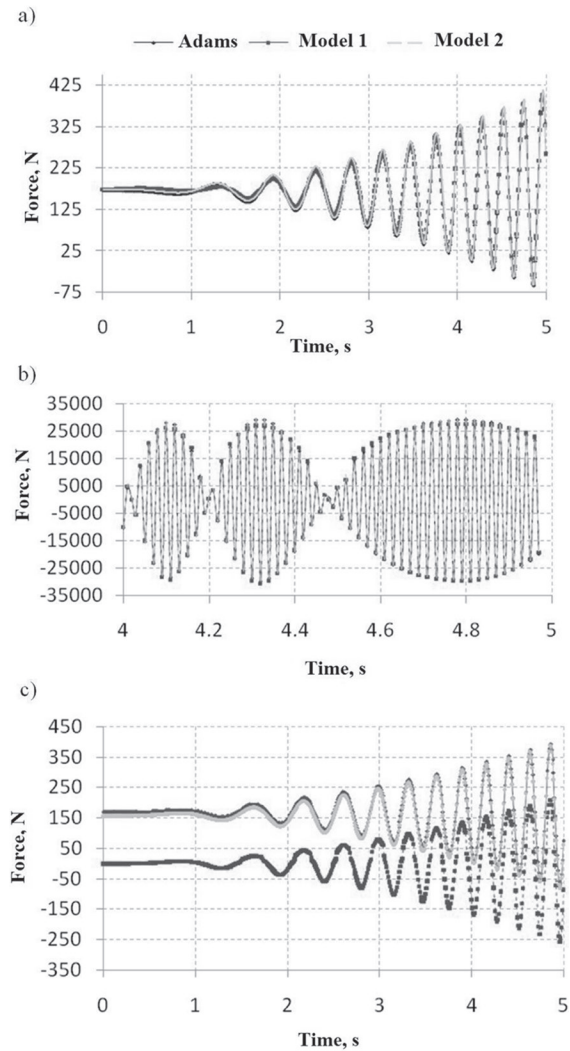 a)
Adams Model 1 Model 2
425
325
225
125
25
-75
Force, N
0 1 2 3 4 5
Time, s
b)
35000
25000
15000
5000
-5000
-15000
-25000
-35000
Force, N
4 4.2 4.4 4.6 4.8 5
Time, s
c)
450
350
250
150
50
-50
-150
-250
-350
Force, N
0 1 2 3 4 5
Time, s